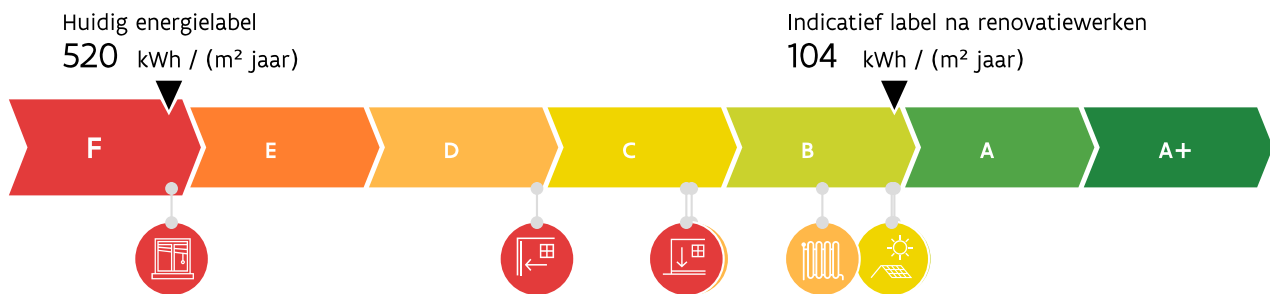 Huidig energielabel
520 kWh / (m² jaar)
Indicatief label na renovatiewerken
104 kWh / (m² jaar)
F E D C B A A+